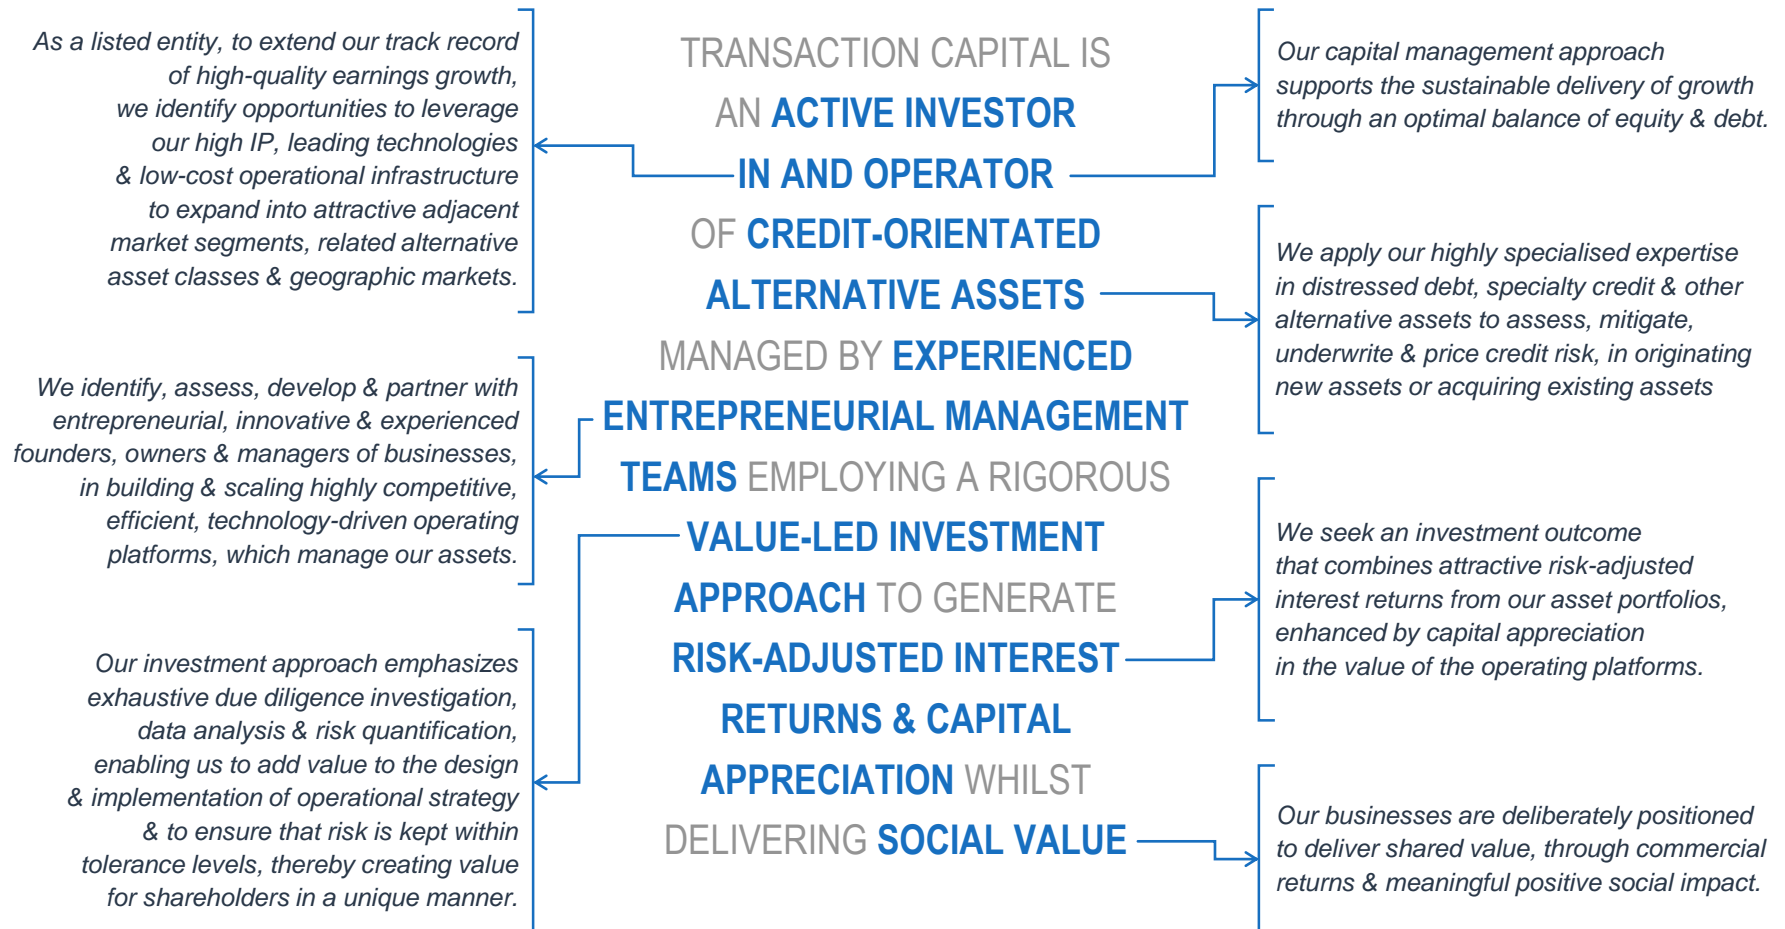 As a listed entity, to extend our track record
of high-quality earnings growth,
we identify opportunities to leverage
our high IP, leading technologies
& low-cost operational infrastructure
to expand into attractive adjacent
market segments, related alternative
asset classes & geographic markets.
We identify, assess, develop & partner with
entrepreneurial, innovative & experienced
founders, owners & managers of businesses,
in building & scaling highly competitive,
efficient, technology-driven operating
platforms, which manage our assets.
Our investment approach emphasizes
exhaustive due diligence investigation,
data analysis & risk quantification,
enabling us to add value to the design
& implementation of operational strategy
& to ensure that risk is kept within
tolerance levels, thereby creating value
for shareholders in a unique manner.
TRANSACTION CAPITAL IS
AN ACTIVE INVESTOR
IN AND OPERATOR
OF CREDIT-ORIENTATED
ALTERNATIVE ASSETS
MANAGED BY EXPERIENCED
ENTREPRENEURIAL MANAGEMENT
TEAMS EMPLOYING A RIGOROUS
VALUE-LED INVESTMENT
APPROACH TO GENERATE
RISK-ADJUSTED INTEREST
RETURNS & CAPITAL
APPRECIATION WHILST
DELIVERING SOCIAL VALUE
Our capital management approach
supports the sustainable delivery of growth
through an optimal balance of equity & debt.
We apply our highly specialised expertise
in distressed debt, specialty credit & other
alternative assets to assess, mitigate,
underwrite & price credit risk, in originating
new assets or acquiring existing assets
We seek an investment outcome
that combines attractive risk-adjusted
interest returns from our asset portfolios,
enhanced by capital appreciation
in the value of the operating platforms.
Our businesses are deliberately positioned
to deliver shared value, through commercial
returns & meaningful positive social impact.